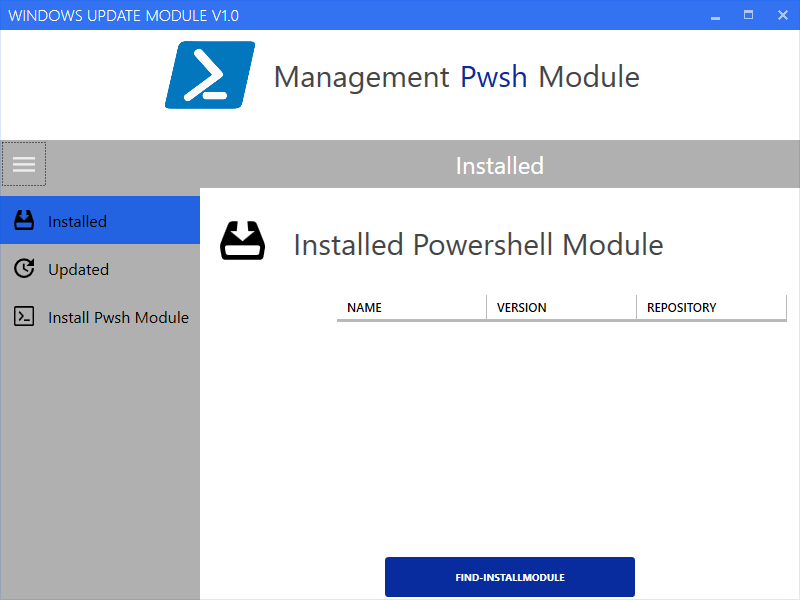 WINDOWS UPDATE MODULE V1.0
Management Pwsh Module
Installed
Installed
Updated
Install Pwsh Module
Installed Powershell Module
NAME VERSION REPOSITORY
FIND-INSTALLMODULE